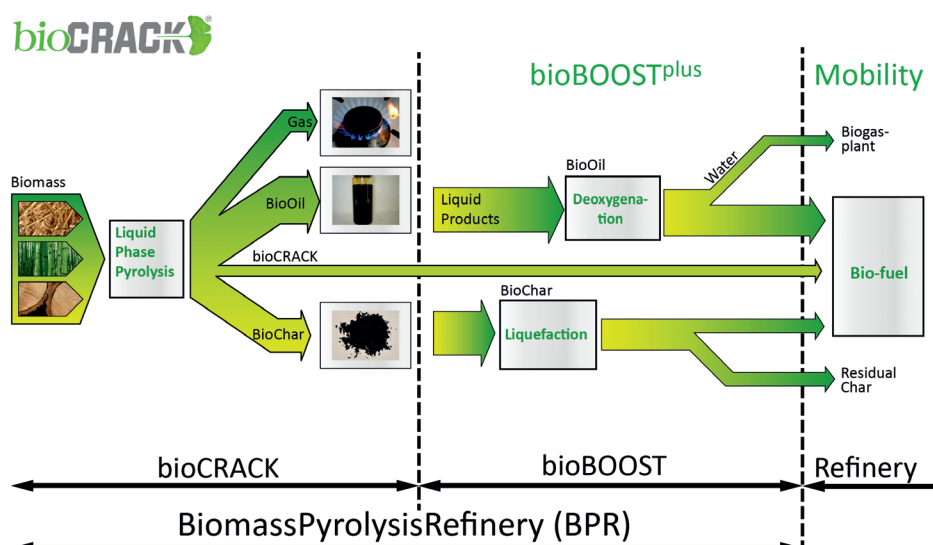 bioCRACK®
bioBOOSTplus
Mobility
Gas
Biomass
BioOil
bioCRACK
BioChar
Liquid
Phase
Pyrolysis
BioOil
Liquid
Products
Deoxygena-
tion
Water
Biogas-
plant
BioChar
Liquefaction
Bio-fuel
Residual
Char
bioCRACK
bioBOOST
Refinery
BiomassPyrolysisRefinery (BPR)